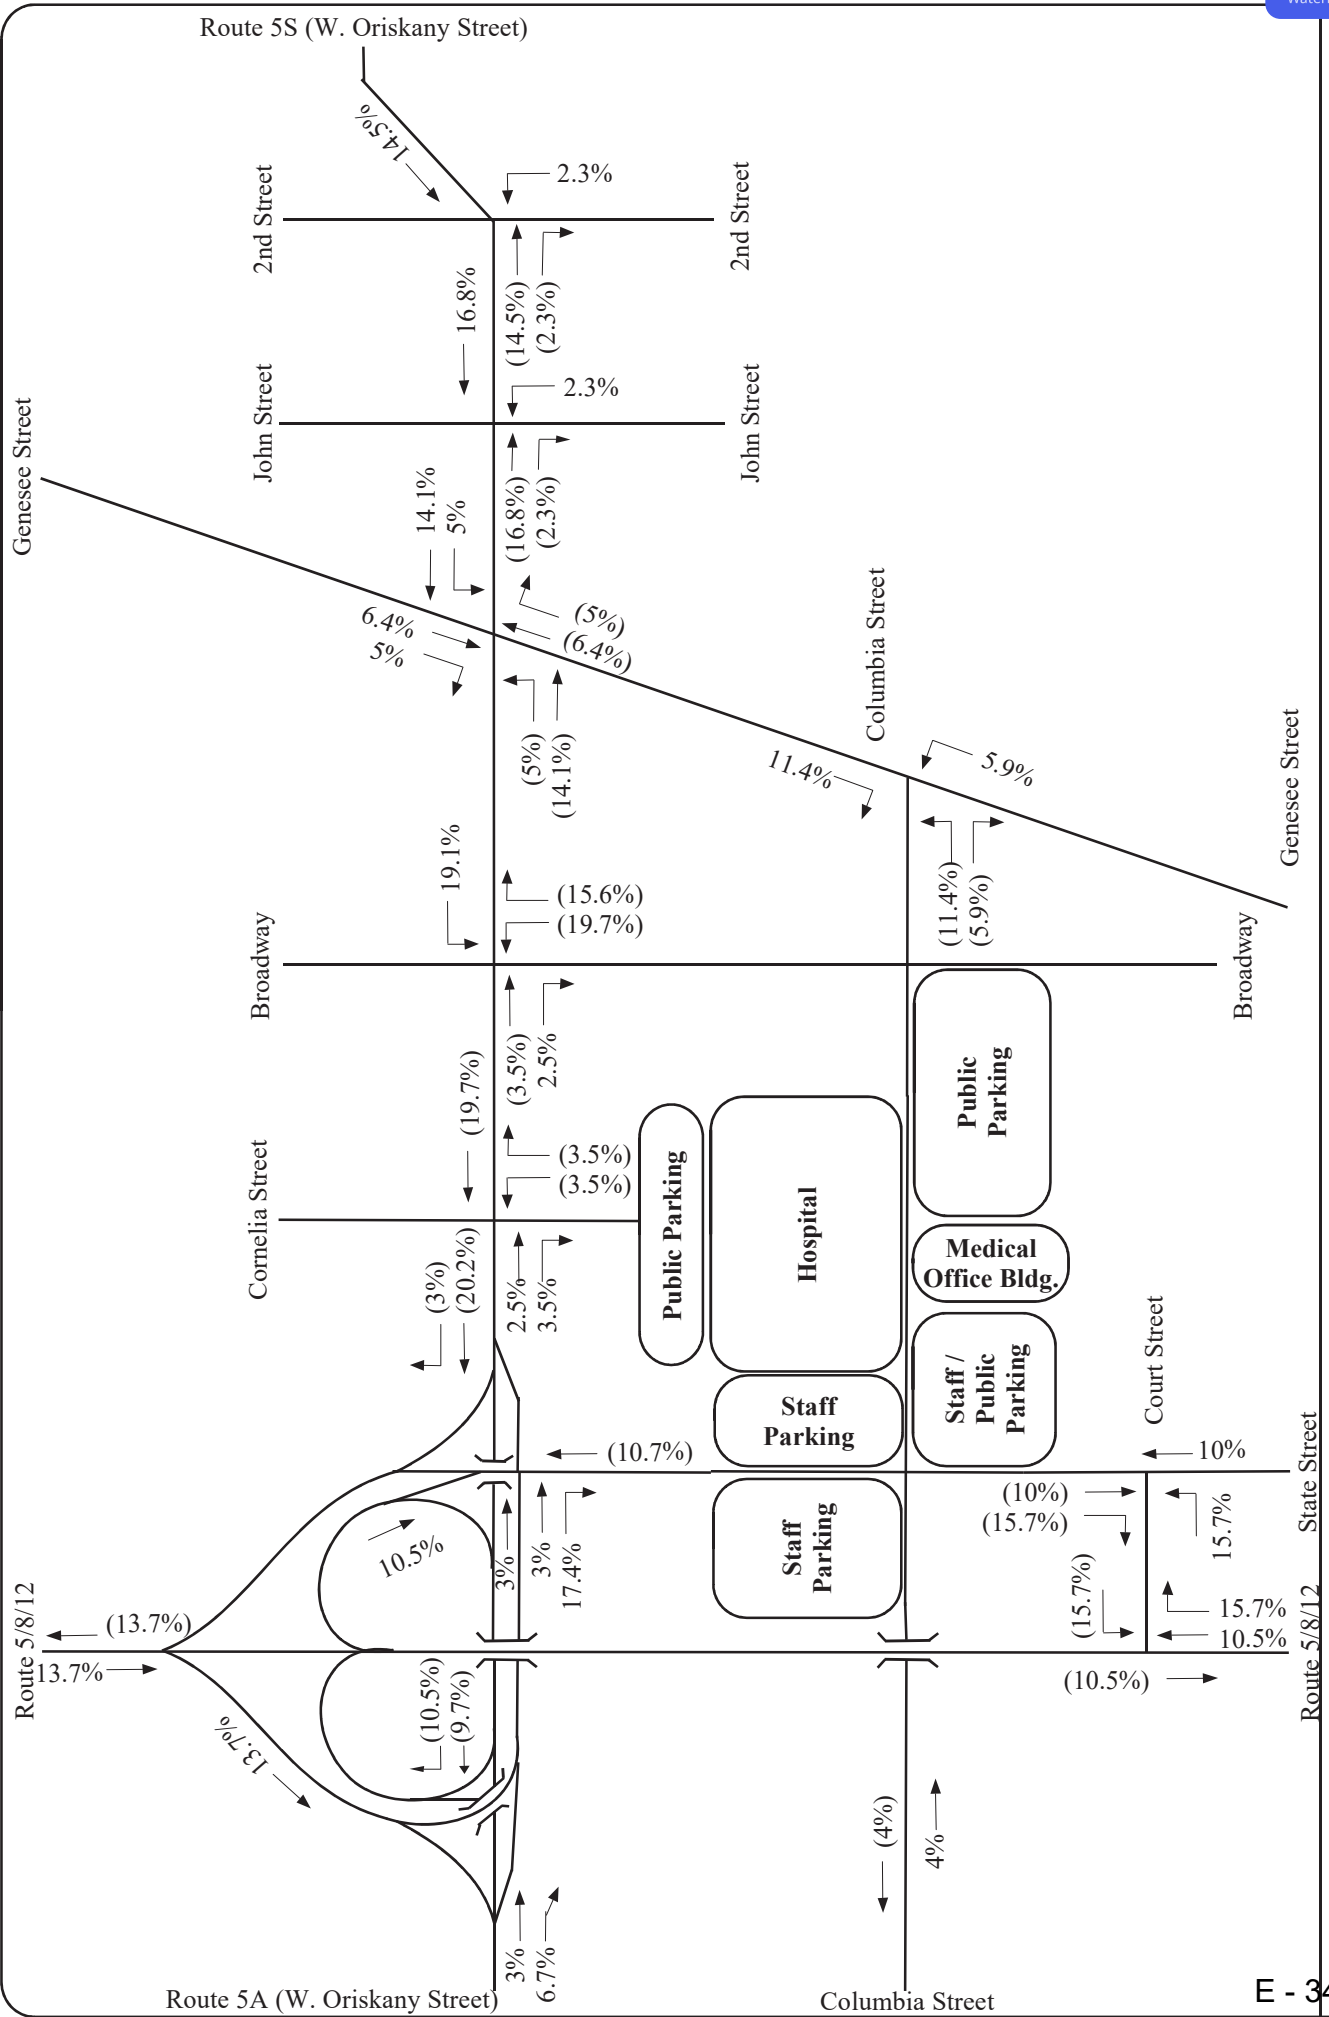 Water
Route 5S (W. Oriskany Street)
14.5%
2.3%
2nd Street
2nd Street
16.8%
(14.5%)
(2.3%)
2.3%
John Street
John Street
Genesee Street
14.1%
5%
(16.8%)
(2.3%)
6.4%
5%
(5%)
(6.4%)
(5%)
(14.1%)
Columbia Street
11.4%
5.9%
Genesee Street
19.1%
(15.6%)
(19.7%)
(11.4%)
(5.9%)
Broadway
Broadway
(19.7%)
(3.5%)
2.5%
(3.5%)
(3.5%)
Cornelia Street
Public Parking
Hospital
Public
Parking
Medical
Office Bldg.
(3%)
(20.2%)
2.5%
3.5%
Staff
Parking
Staff /
Public
Parking
Court Street
(10.7%)
10%
State Street
10.5%
3%
3%
17.4%
Staff
Parking
(10%)
(15.7%)
15.7%
(15.7%)
15.7%
10.5%
(10.5%)
Route 5/8/12
(13.7%)
13.7%
Route 5/8/12
13.7%
(10.5%)
(9.7%)
(4%)
4%
3%
6.7%
Route 5A (W. Oriskany Street)
Columbia Street
E - 34